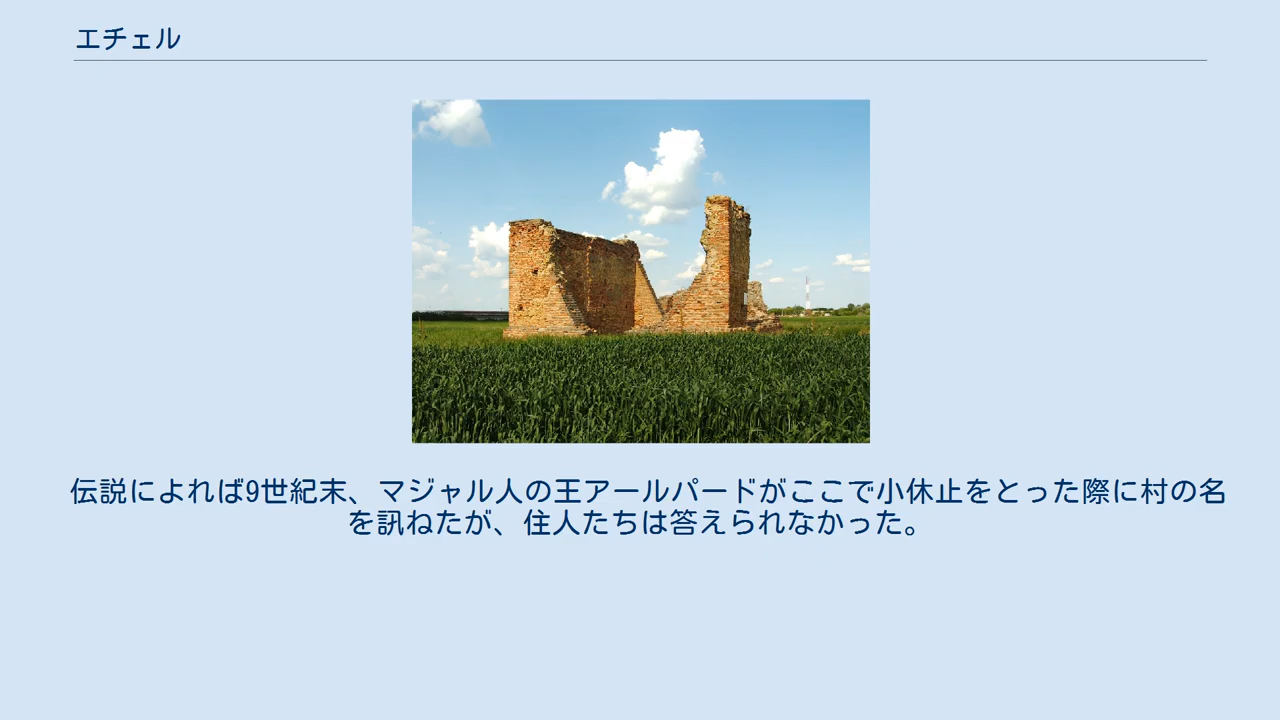 エチェル
伝説によれば9世紀末、マジャル人の王アールパードがここで小休止をとった際に村の名
を訊ねたが、住人たちは答えられなかった。